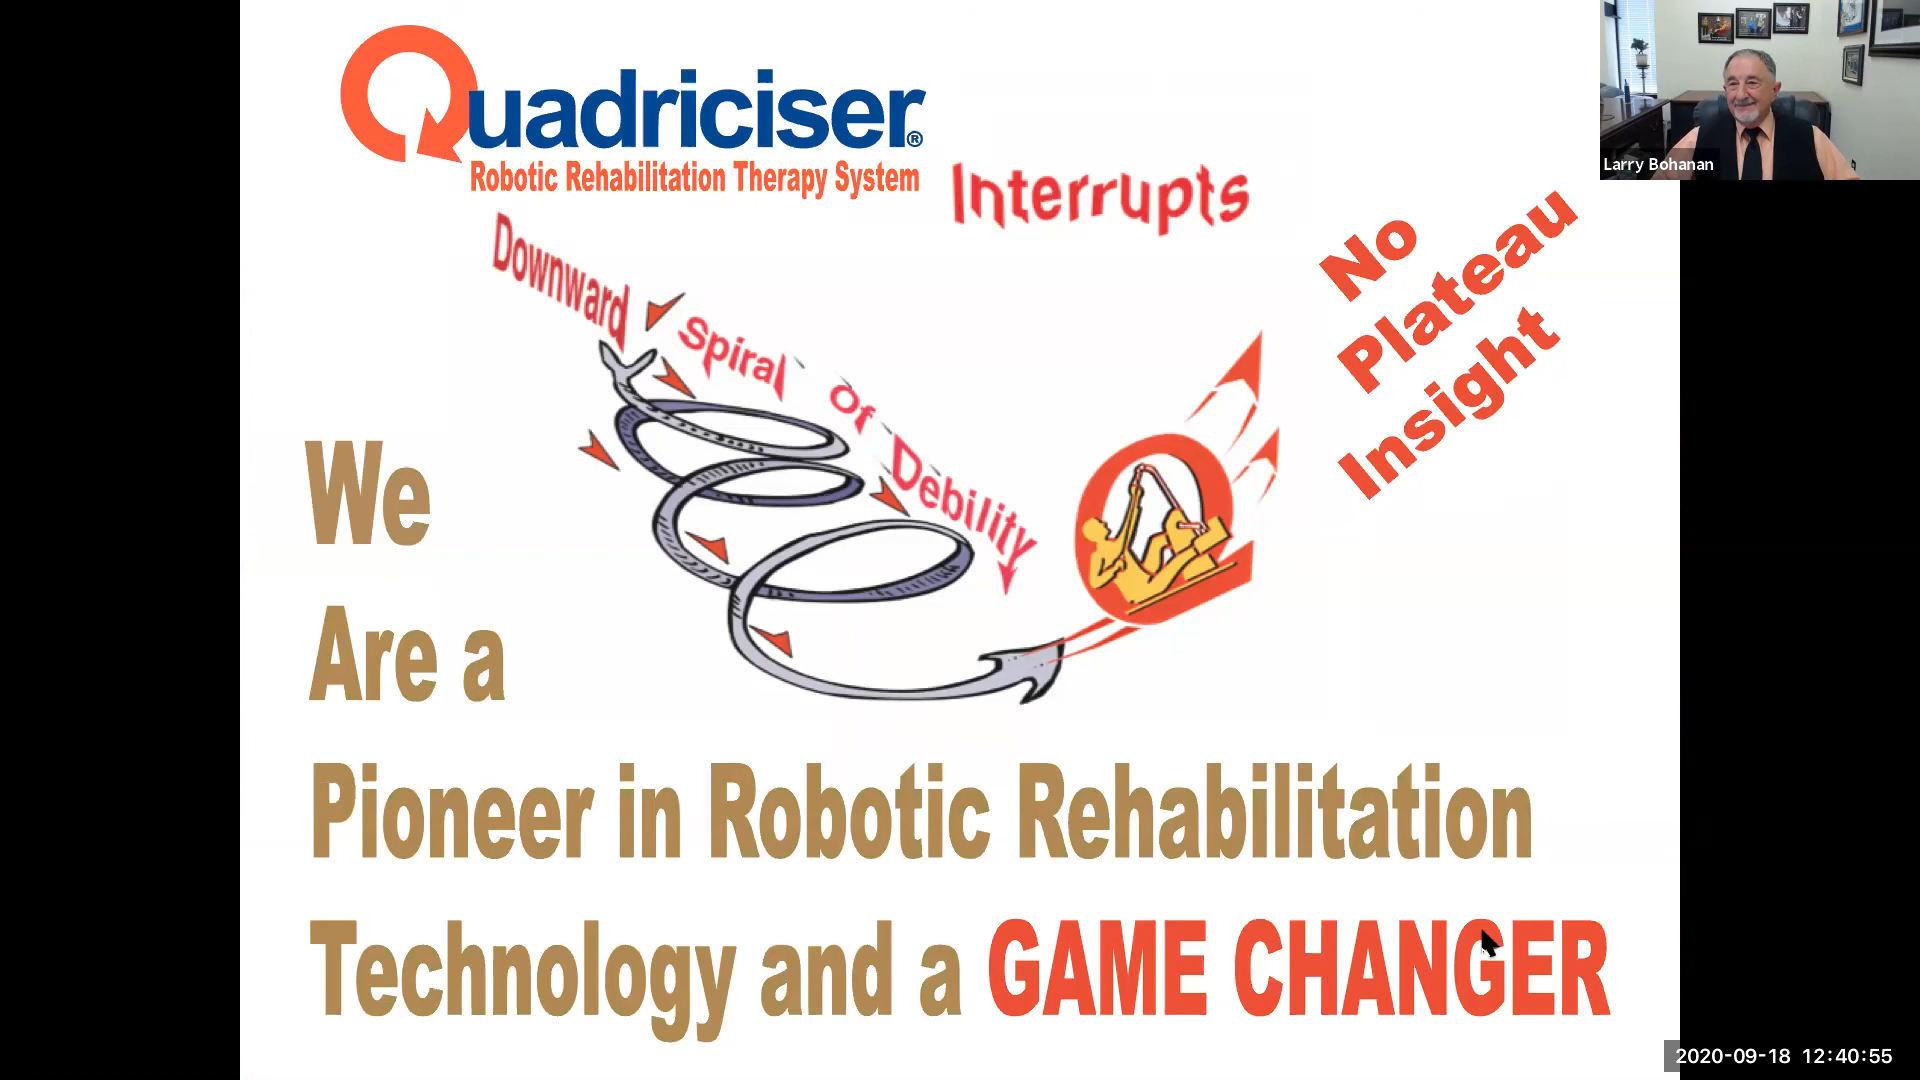 Quadriciser®
Robotic Rehabilitation Therapy System
Interrupts
Downward Spiral Of Debility
No
Plateau
Insight
We
Are a
Pioneer in Robotic Rehabilitation
Technology and a GAME CHANGER
Larry Bohanan
2020-09-18 12:40:55